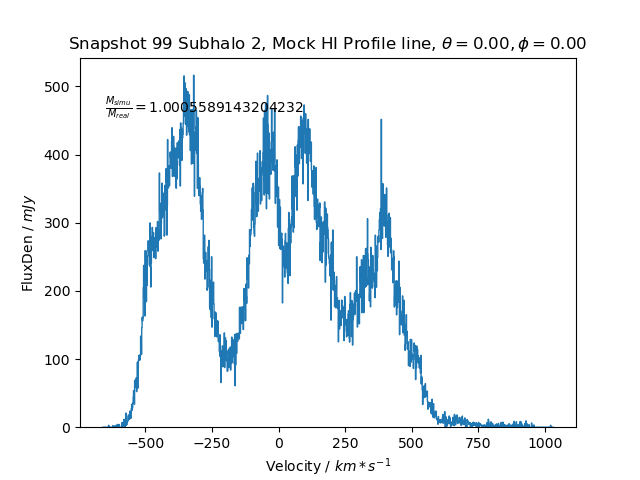 Snapshot 99 Subhalo 2, Mock HI Profile line, θ = 0.00, ϕ = 0.00
M_simu/M_real = 1.0005589143204232
FluxDen / mJy
500
400
300
200
100
0
−500 −250 0 250 500 750 1000
Velocity / km * s^−1